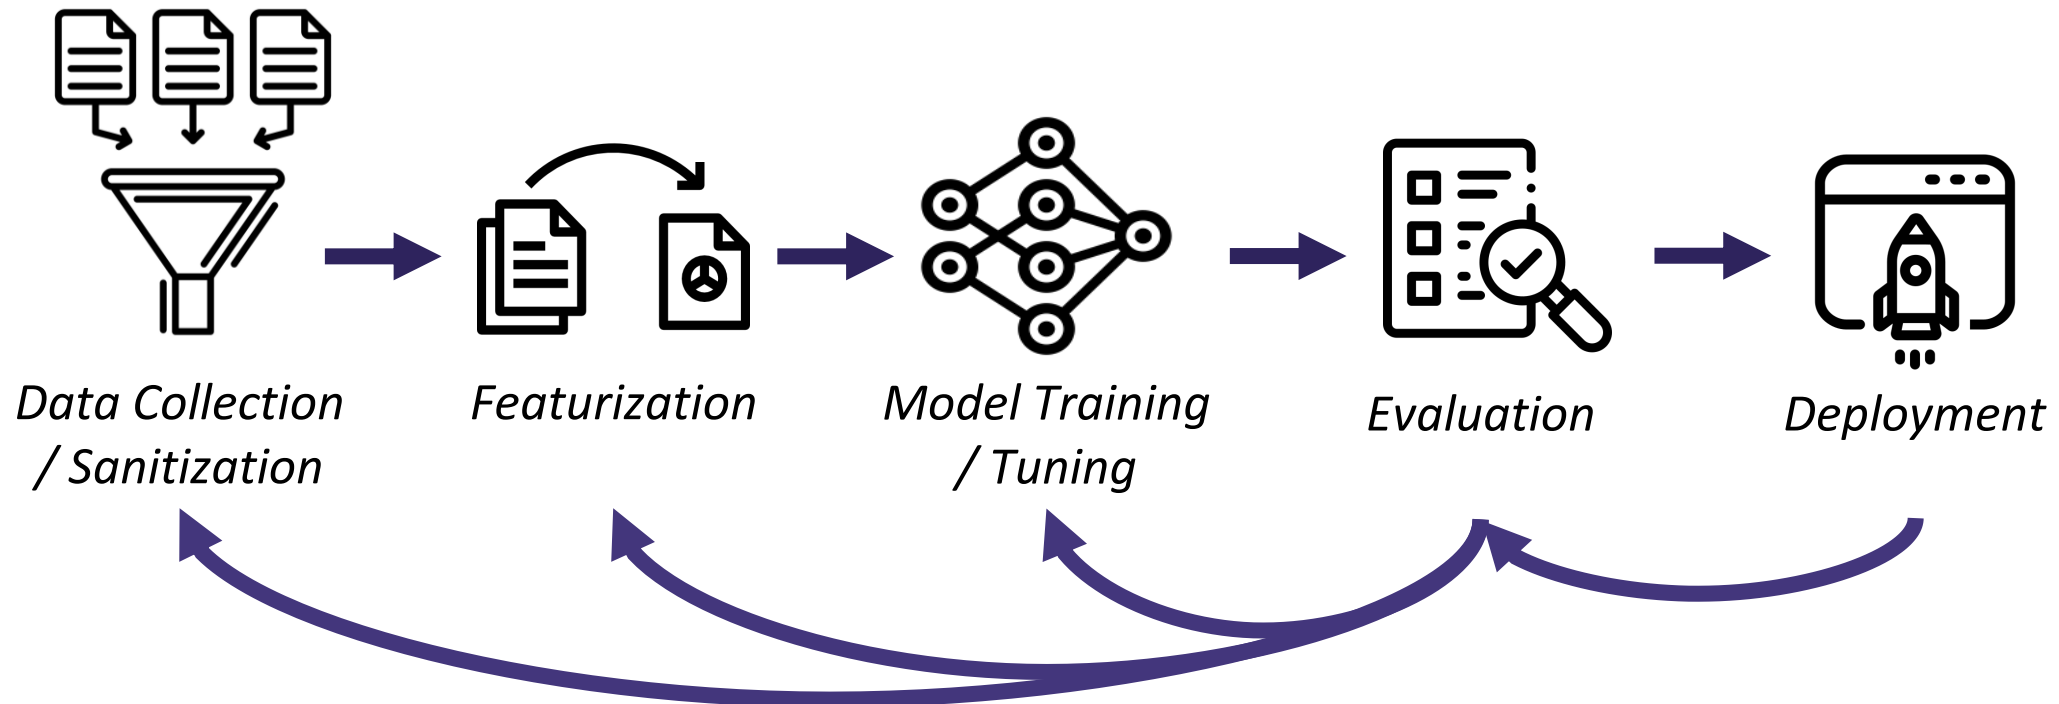 Data Collection
/ Sanitization
Featurization
Model Training
/ Tuning
Evaluation
Deployment